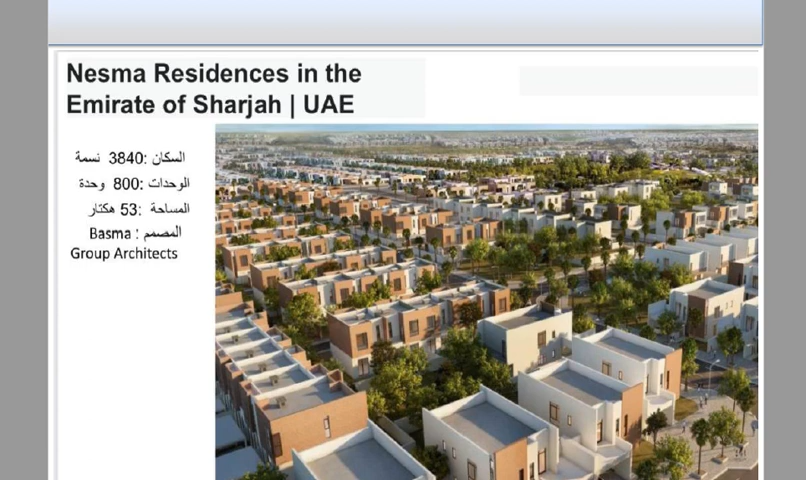 Nesma Residences in the
Emirate of Sharjah | UAE
السكان :3840 نسمة
الوحدات :800 وحدة
المساحة :53 هكتار
المصمم : Basma
Group Architects